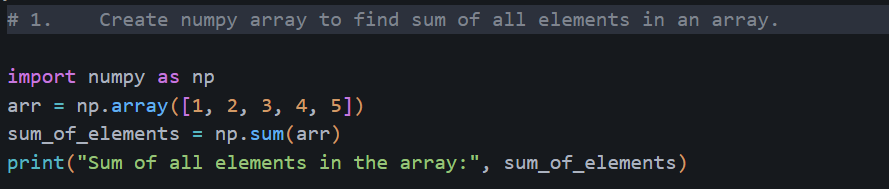 # 1.    Create numpy array to find sum of all elements in an array.
import numpy as np
arr = np.array([1, 2, 3, 4, 5])
sum_of_elements = np.sum(arr)
print("Sum of all elements in the array:", sum_of_elements)